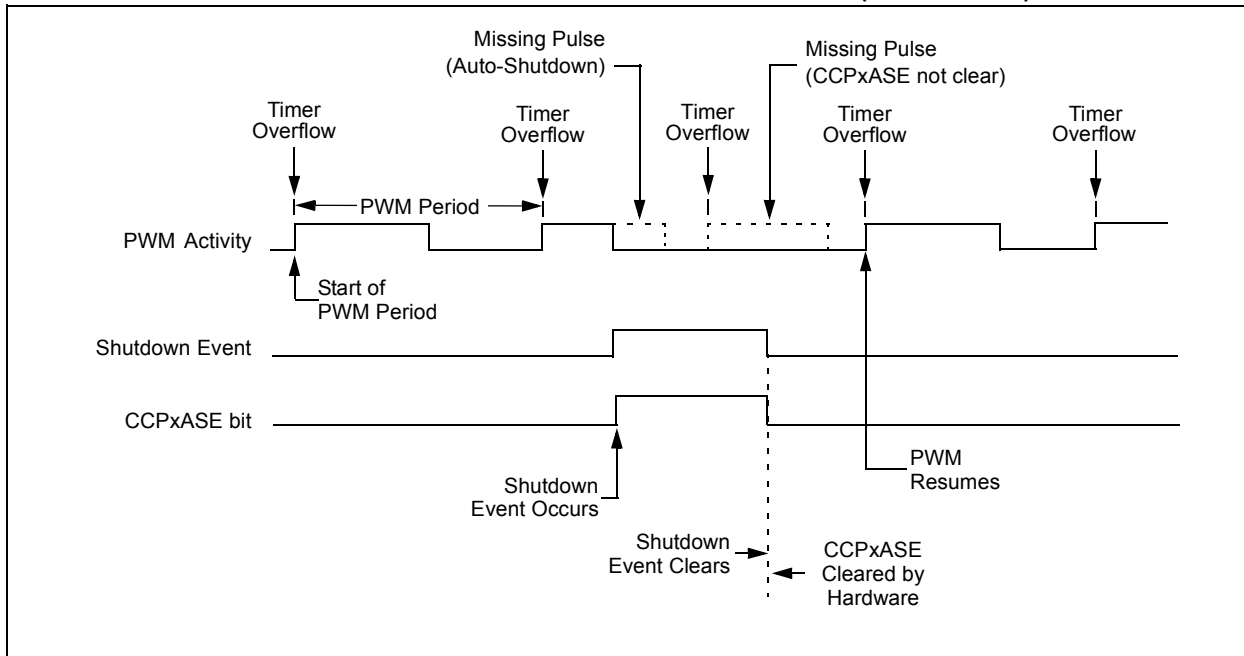 Missing Pulse
(Auto-Shutdown)
Missing Pulse
(CCPxASE not clear)
Timer
Overflow
Timer
Overflow
Timer
Overflow
Timer
Overflow
Timer
Overflow
PWM Period
PWM Activity
Start of
PWM Period
Shutdown Event
CCPxASE bit
Shutdown
Event Occurs
PWM
Resumes
Shutdown
Event Clears
CCPxASE
Cleared by
Hardware